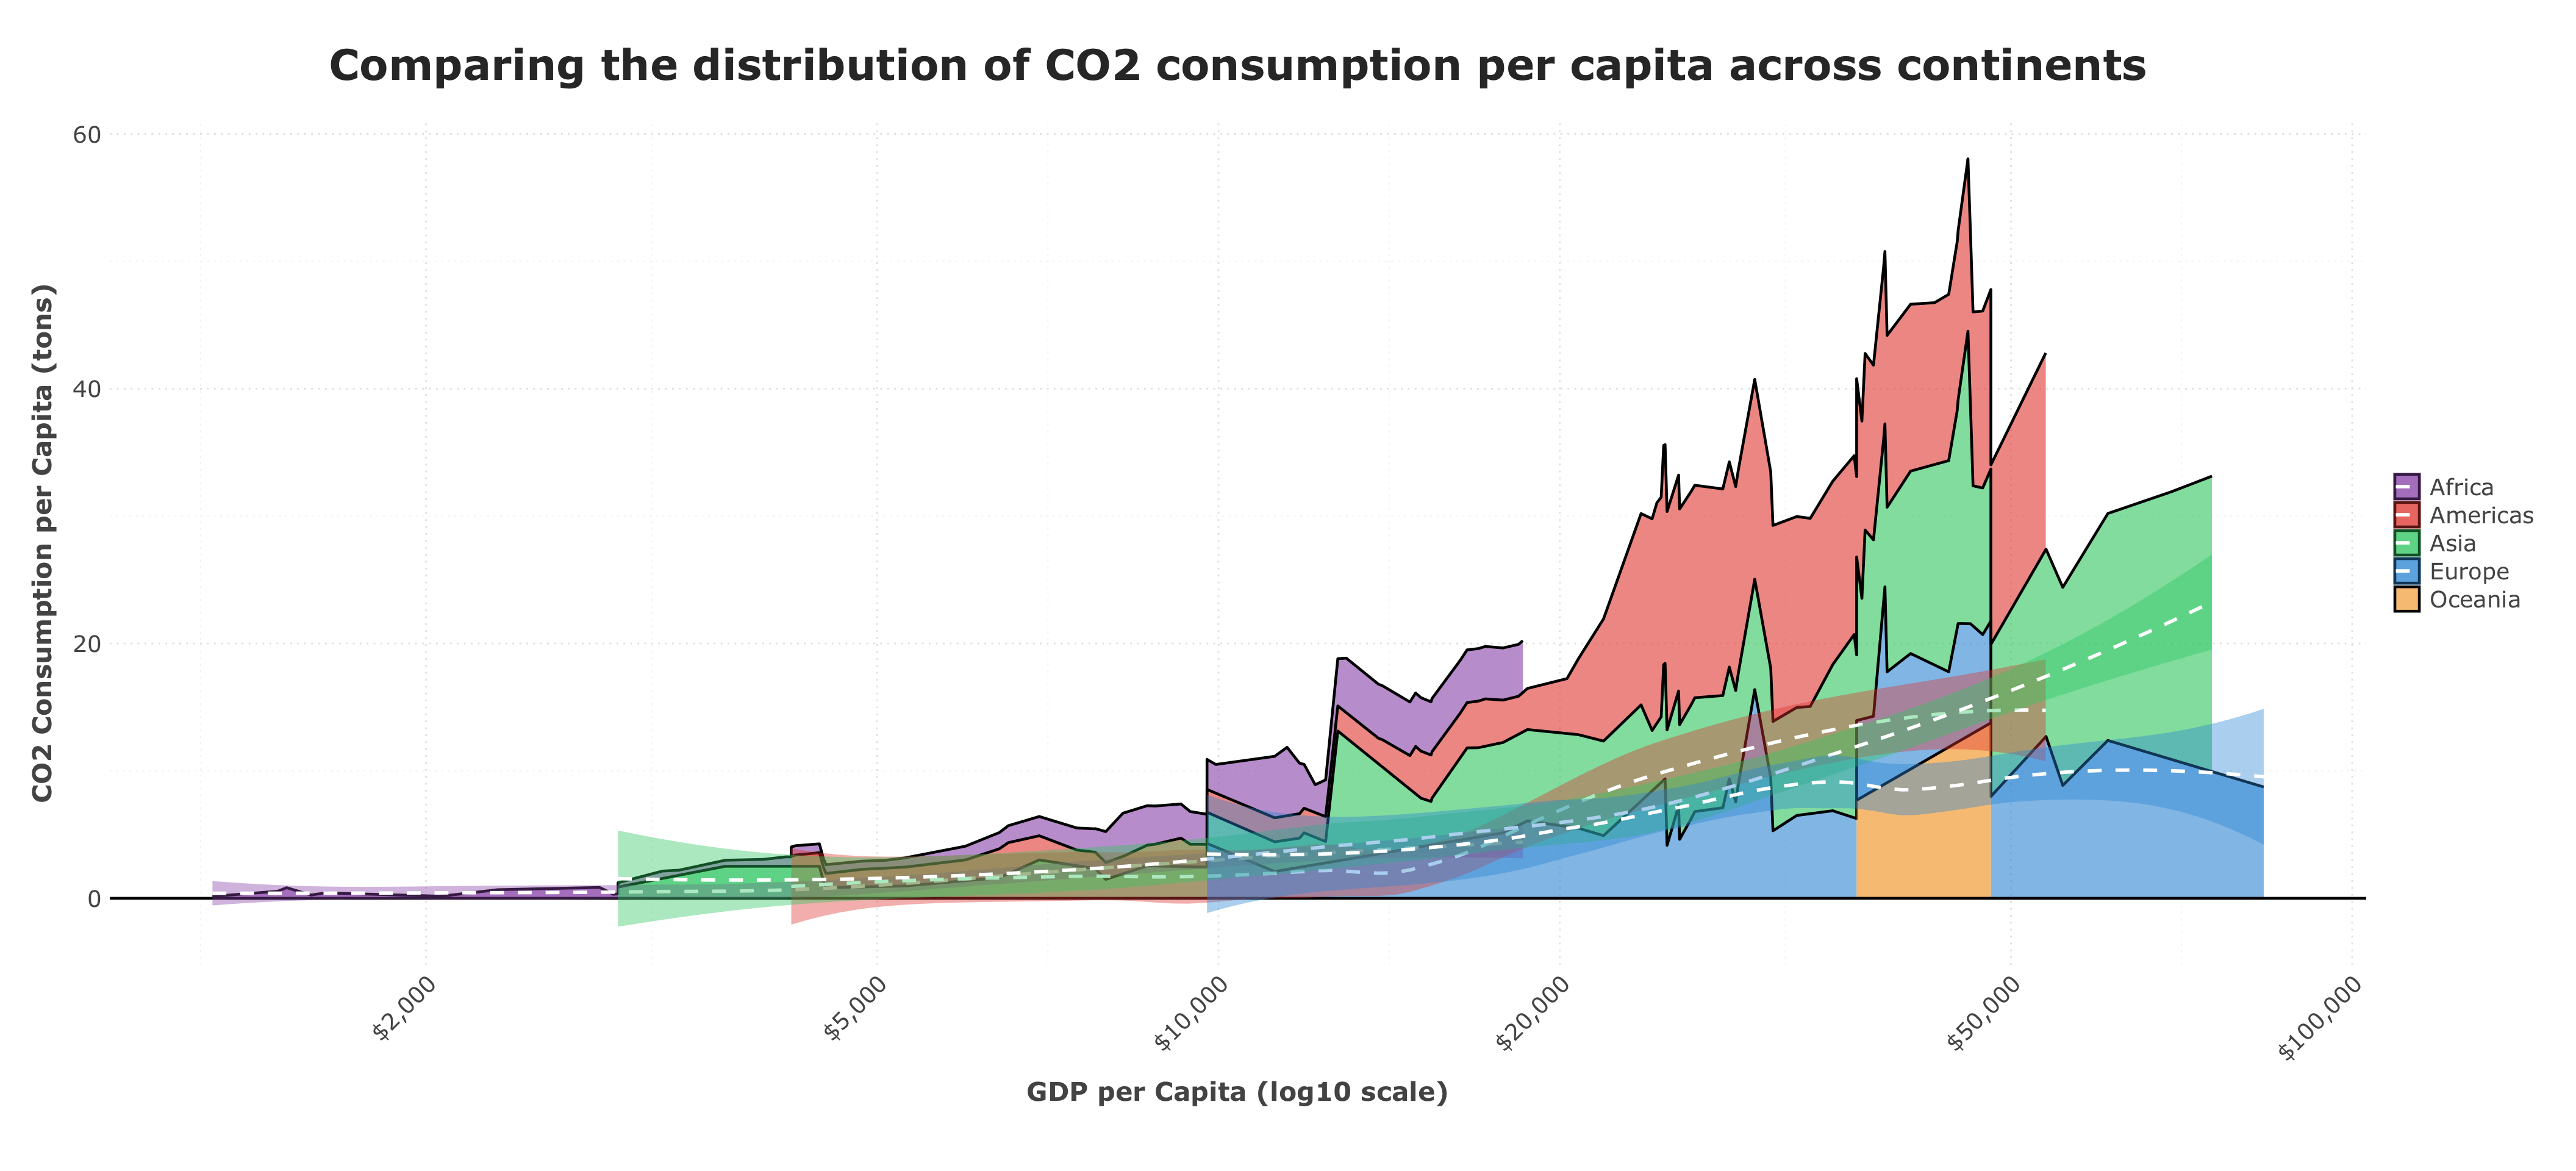 Comparing the distribution of CO2 consumption per capita across continents
CO2 Consumption per Capita (tons)
60
40
20
0
$2,000
$5,000
$10,000
$20,000
$50,000
$100,000
GDP per Capita (log10 scale)
Africa
Americas
Asia
Europe
Oceania